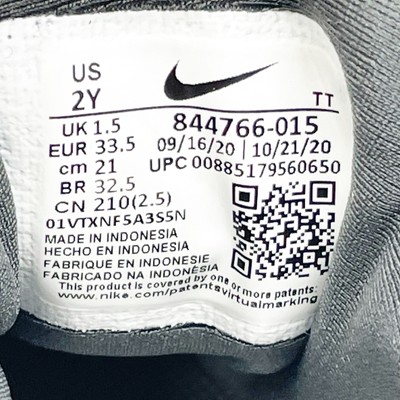 US
2Y
TT
UK 1.5
844766-015
EUR 33.5
09/16/20 | 10/21/20
cm 21
UPC 00885179560650
BR 32.5
CN 210(2.5)
01VTXNF5A3S5N
MADE IN INDONESIA
HECHO EN INDONESIA
FABRIQUE EN INDONESIE
FABRICADO NA INDONÉSIA
This product is covered by one or more patents:
www.nike.com/patentsvirtualmarking